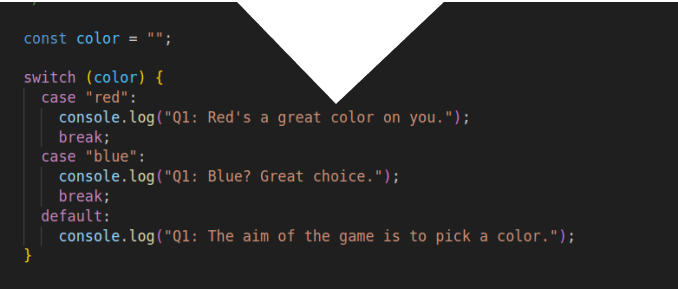 const color = "";
switch (color) {
case "red":
console.log("Q1: Red's a great color on you.");
break;
case "blue":
console.log("Q1: Blue? Great choice.");
break;
default:
console.log("Q1: The aim of the game is to pick a color.");
}